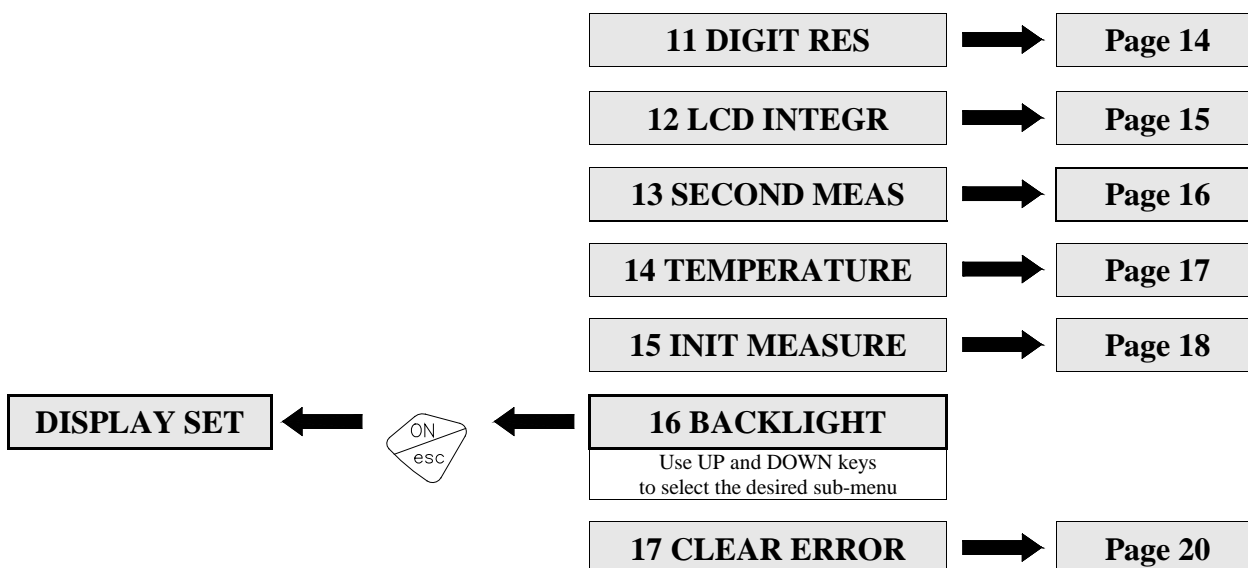 11 DIGIT RES
Page 14
12 LCD INTEGR
Page 15
13 SECOND MEAS
Page 16
14 TEMPERATURE
Page 17
15 INIT MEASURE
Page 18
DISPLAY SET
ON
esc
16 BACKLIGHT
Use UP and DOWN keys
to select the desired sub-menu
17 CLEAR ERROR
Page 20